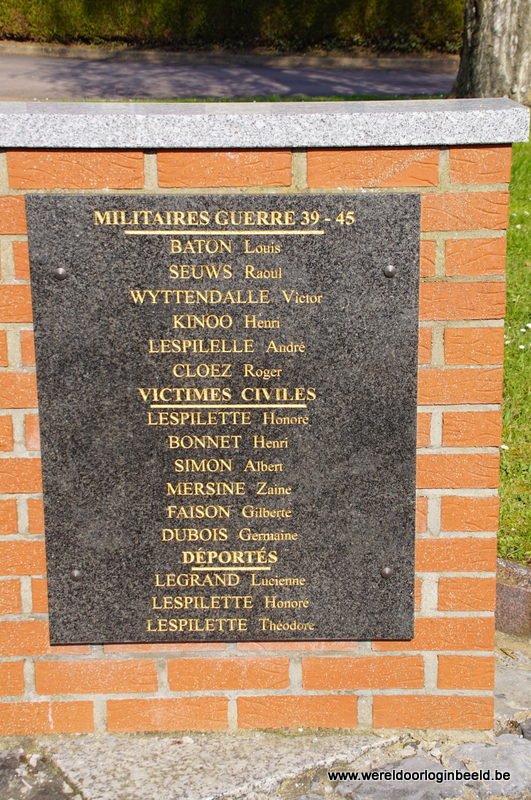 MILITAIRES GUERRE 39 - 45
BATON Louis
SEUWS Raoul
WYTTENDALLE Victor
KINOO Henri
LESPILELLE André
CLOEZ Roger
VICTIMES CIVILES
LESPILETTE Honoré
BONNET Henri
SIMON Albert
MERSINE Zaïne
FAISON Gilberte
DUBOIS Germaine
DÉPORTÉS
LEGRAND Lucienne
LESPILETTE Honoré
LESPILETTE Théodore
www.wereldoorloginbeeld.be